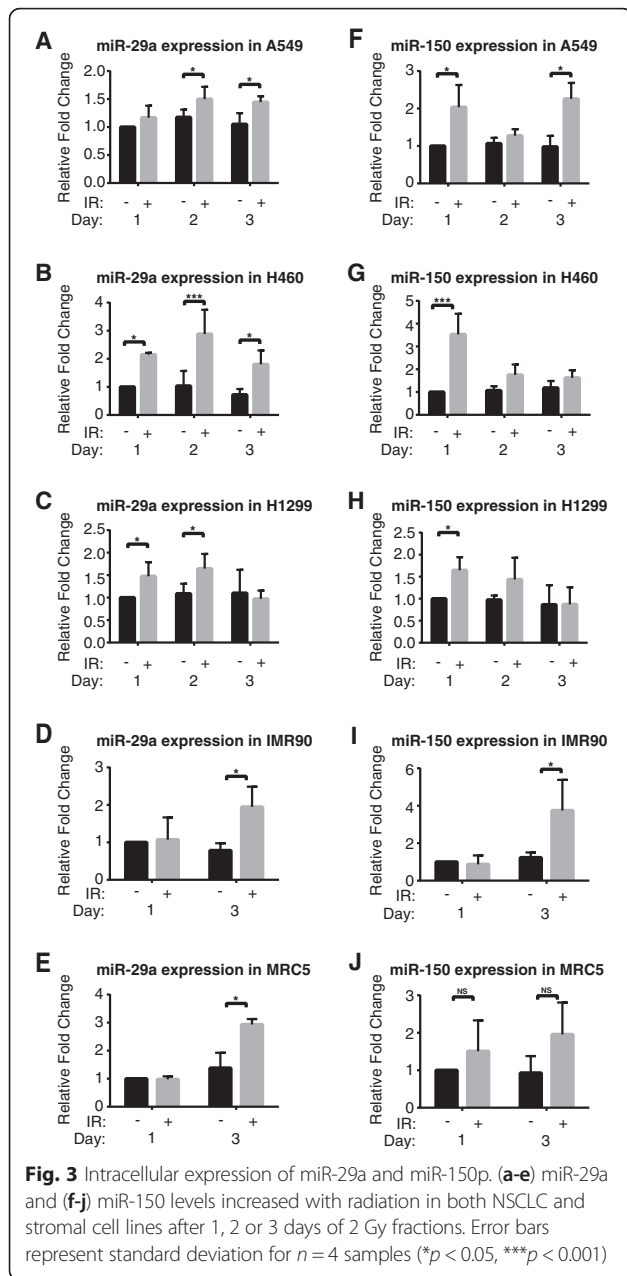 A
miR-29a expression in A549
Relative Fold Change
2.0
1.5
1.0
0.5
0.0
*
*
IR: - + - + - +
Day: 1 2 3
F
miR-150 expression in A549
Relative Fold Change
3
2
1
0
*
*
IR: - + - + - +
Day: 1 2 3
B
miR-29a expression in H460
Relative Fold Change
4
3
2
1
0
*
***
*
IR: - + - + - +
Day: 1 2 3
G
miR-150 expression in H460
Relative Fold Change
5
4
3
2
1
0
***
IR: - + - + - +
Day: 1 2 3
C
miR-29a expression in H1299
Relative Fold Change
2.5
2.0
1.5
1.0
0.5
0.0
*
*
IR: - + - + - +
Day: 1 2 3
H
miR-150 expression in H1299
Relative Fold Change
2.5
2.0
1.5
1.0
0.5
0.0
*
IR: - + - + - +
Day: 1 2 3
D
miR-29a expression in IMR90
Relative Fold Change
3
2
1
0
*
IR: - + - +
Day: 1 3
I
miR-150 expression in IMR90
Relative Fold Change
6
4
2
0
*
IR: - + - +
Day: 1 3
E
miR-29a expression in MRC5
Relative Fold Change
4
3
2
1
0
*
IR: - + - +
Day: 1 3
J
miR-150 expression in MRC5
Relative Fold Change
3
2
1
0
NS
NS
IR: - + - +
Day: 1 3
Fig. 3 Intracellular expression of miR-29a and miR-150p. (a-e) miR-29a
and (f-j) miR-150 levels increased with radiation in both NSCLC and
stromal cell lines after 1, 2 or 3 days of 2 Gy fractions. Error bars
represent standard deviation for n = 4 samples (*p < 0.05, ***p < 0.001)